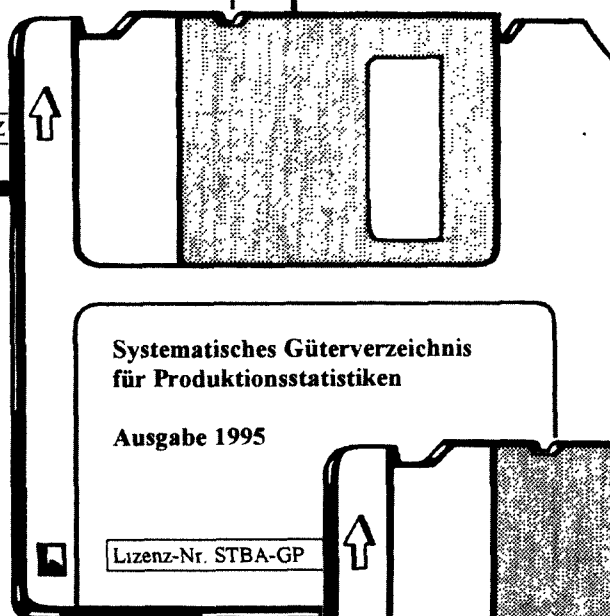 Systematisches Güterverzeichnis
für Produktionsstatistiken
Ausgabe 1995
Lizenz-Nr. STBA-GP